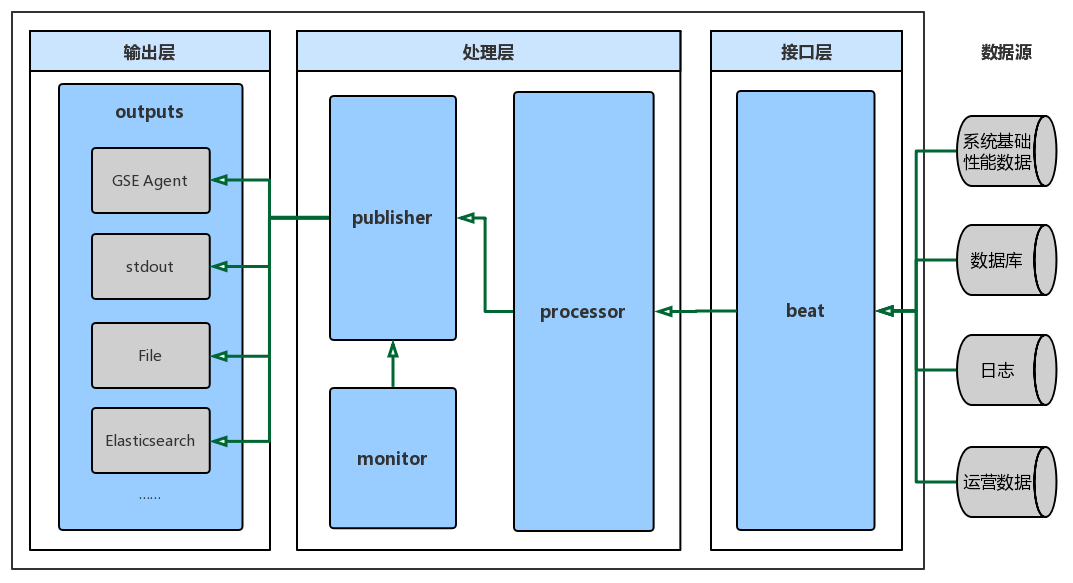 输出层
处理层
接口层
数据源
outputs
GSE Agent
stdout
File
Elasticsearch
......
publisher
monitor
processor
beat
系统基础
性能数据
数据库
日志
运营数据